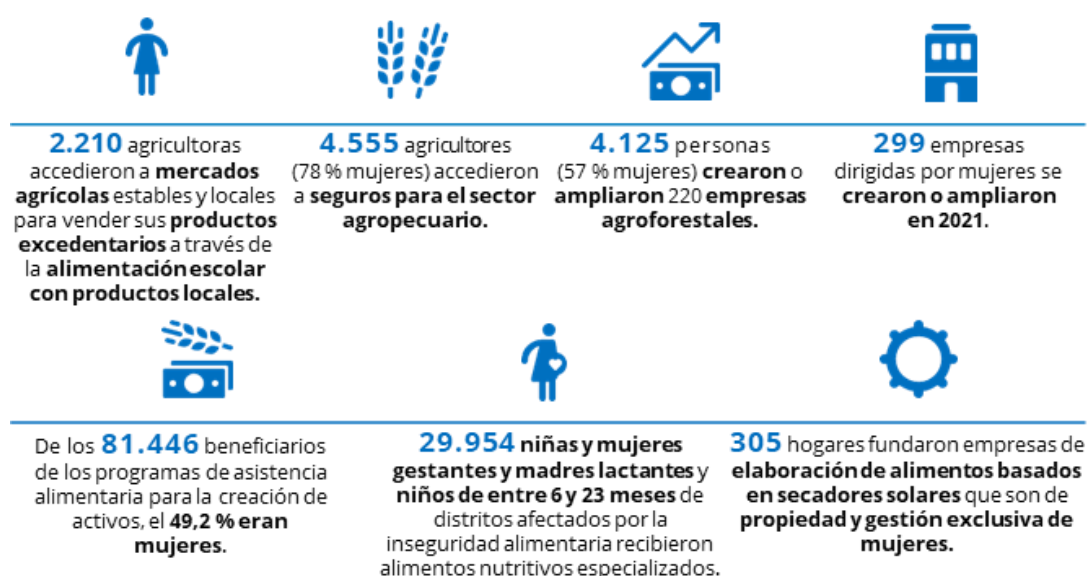 2.210 agricultoras
accedieron a mercados
agrícolas estables y locales
para vender sus productos
excedentarios a través de
la alimentación escolar
con productos locales.
4.555 agricultores
(78 % mujeres) accedieron
a seguros para el sector
agropecuario.
4.125 personas
(57 % mujeres) crearon o
ampliaron 220 empresas
agroforestales.
299 empresas
dirigidas por mujeres se
crearon o ampliaron
en 2021.
De los 81.446 beneficiarios
de los programas de asistencia
alimentaria para la creación de
activos, el 49,2 % eran
mujeres.
29.954 niñas y mujeres
gestantes y madres lactantes y
niños de entre 6 y 23 meses de
distritos afectados por la
inseguridad alimentaria recibieron
alimentos nutritivos especializados.
305 hogares fundaron empresas de
elaboración de alimentos basados
en secadores solares que son de
propiedad y gestión exclusiva de
mujeres.